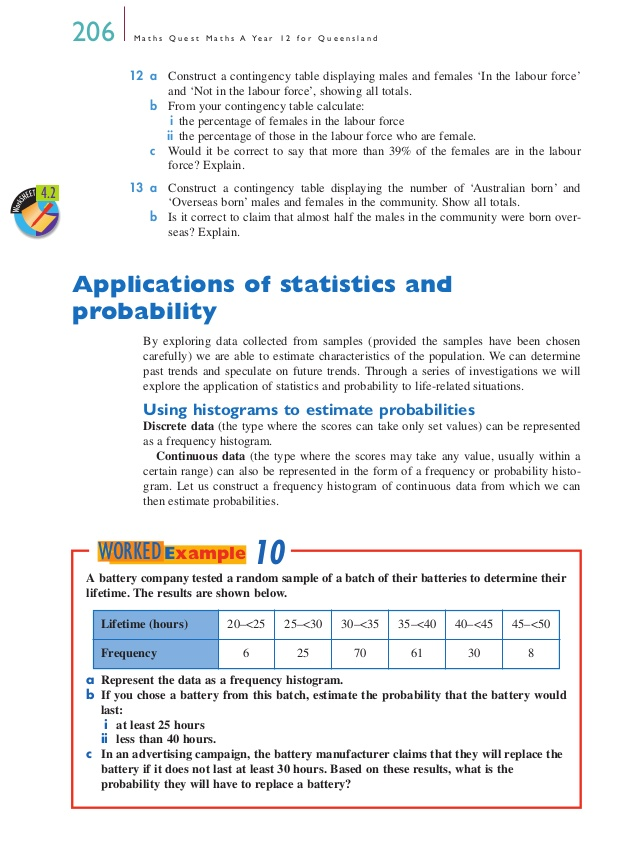 206
Maths Quest Maths A Year 12 for Queensland
12 a Construct a contingency table displaying males and females ‘In the labour force’
and ‘Not in the labour force’, showing all totals.
b From your contingency table calculate:
i the percentage of females in the labour force
ii the percentage of those in the labour force who are female.
c Would it be correct to say that more than 39% of the females are in the labour
force? Explain.
WorkSHEET 4.2
13 a Construct a contingency table displaying the number of ‘Australian born’ and
‘Overseas born’ males and females in the community. Show all totals.
b Is it correct to claim that almost half the males in the community were born over-
seas? Explain.
Applications of statistics and
probability
By exploring data collected from samples (provided the samples have been chosen
carefully) we are able to estimate characteristics of the population. We can determine
past trends and speculate on future trends. Through a series of investigations we will
explore the application of statistics and probability to life-related situations.
Using histograms to estimate probabilities
Discrete data (the type where the scores can take only set values) can be represented
as a frequency histogram.
Continuous data (the type where the scores may take any value, usually within a
certain range) can also be represented in the form of a frequency or probability histo-
gram. Let us construct a frequency histogram of continuous data from which we can
then estimate probabilities.
WORKED Example 10
A battery company tested a random sample of a batch of their batteries to determine their
lifetime. The results are shown below.
Lifetime (hours) 20–<25 25–<30 30–<35 35–<40 40–<45 45–<50
Frequency 6 25 70 61 30 8
a Represent the data as a frequency histogram.
b If you chose a battery from this batch, estimate the probability that the battery would
last:
i at least 25 hours
ii less than 40 hours.
c In an advertising campaign, the battery manufacturer claims that they will replace the
battery if it does not last at least 30 hours. Based on these results, what is the
probability they will have to replace a battery?